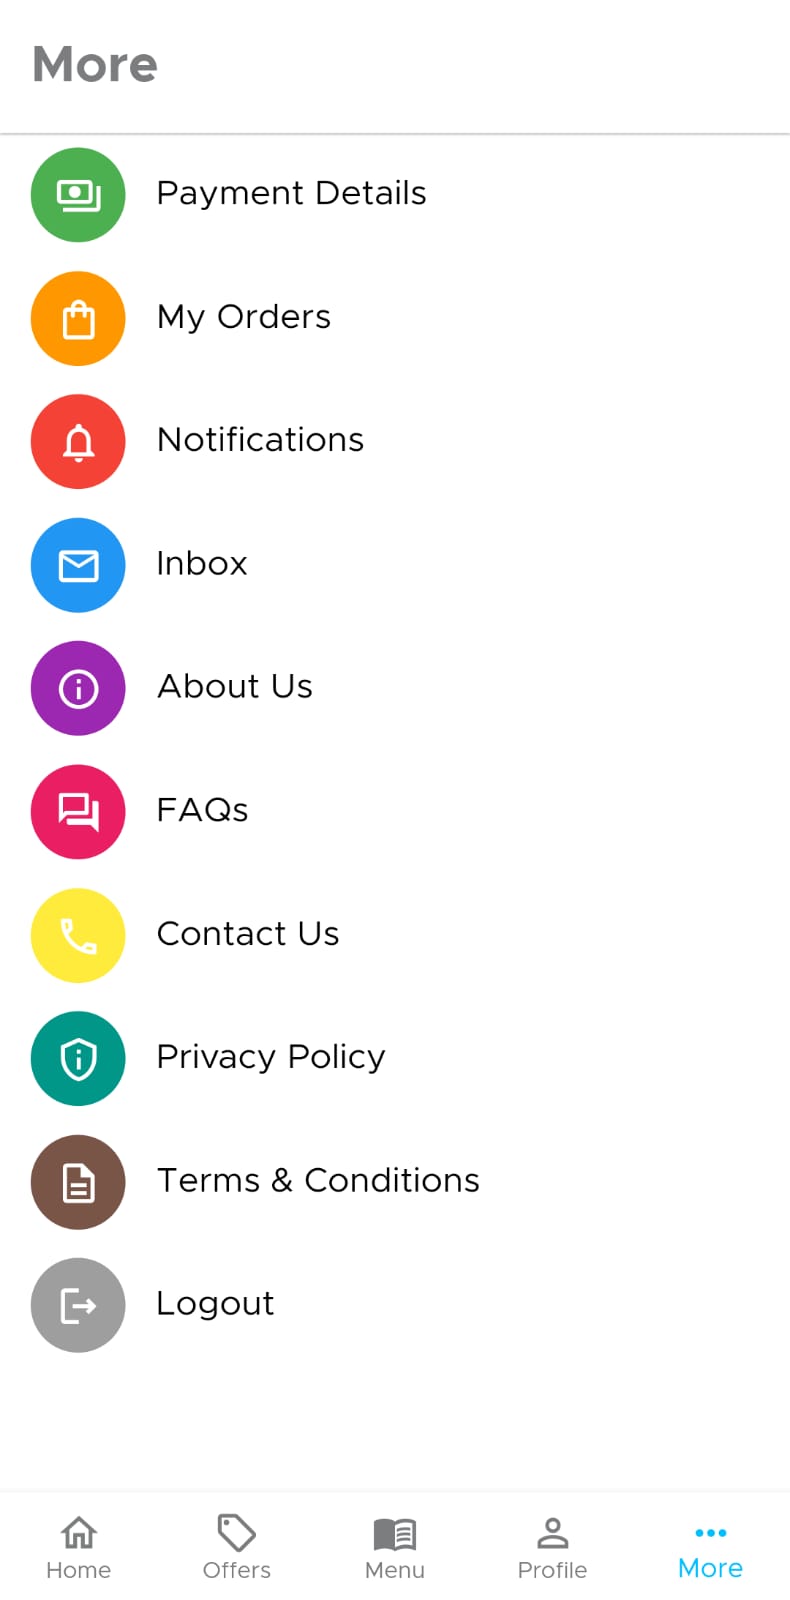 More
Payment Details
My Orders
Notifications
Inbox
About Us
FAQs
Contact Us
Privacy Policy
Terms & Conditions
Logout
Home
Offers
Menu
Profile
More